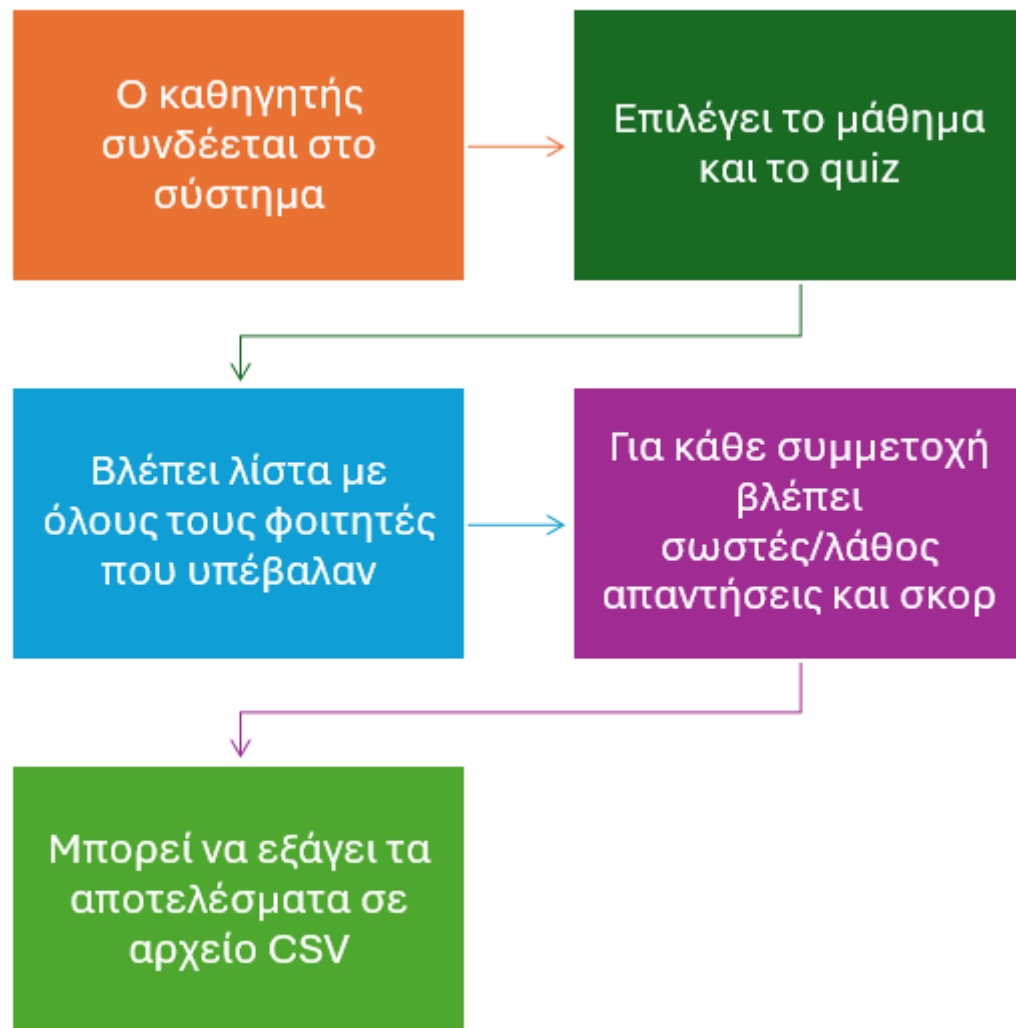 Ο καθηγητής
συνδέεται στο
σύστημα
Επιλέγει το μάθημα
και το quiz
Βλέπει λίστα με
όλους τους φοιτητές
που υπέβαλαν
Για κάθε συμμετοχή
βλέπει
σωστές/λάθος
απαντήσεις και σκορ
Μπορεί να εξάγει τα
αποτελέσματα σε
αρχείο CSV